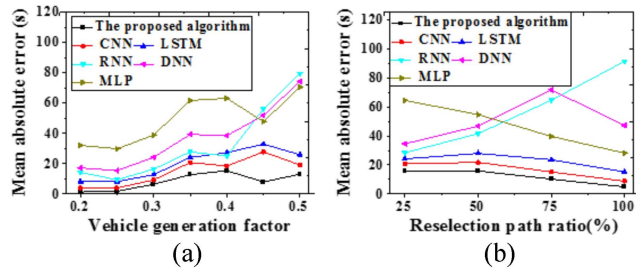 Mean absolute error (s)
120
100
80
60
40
20
0
The proposed algorithm
CNN
LSTM
RNN
DNN
MLP
0.2
0.3
0.4
0.5
Vehicle generation factor
(a)
Mean absolute error (s)
120
100
80
60
40
20
0
The proposed algorithm
CNN
LSTM
RNN
DNN
MLP
25
50
75
100
Reselection path ratio(%)
(b)